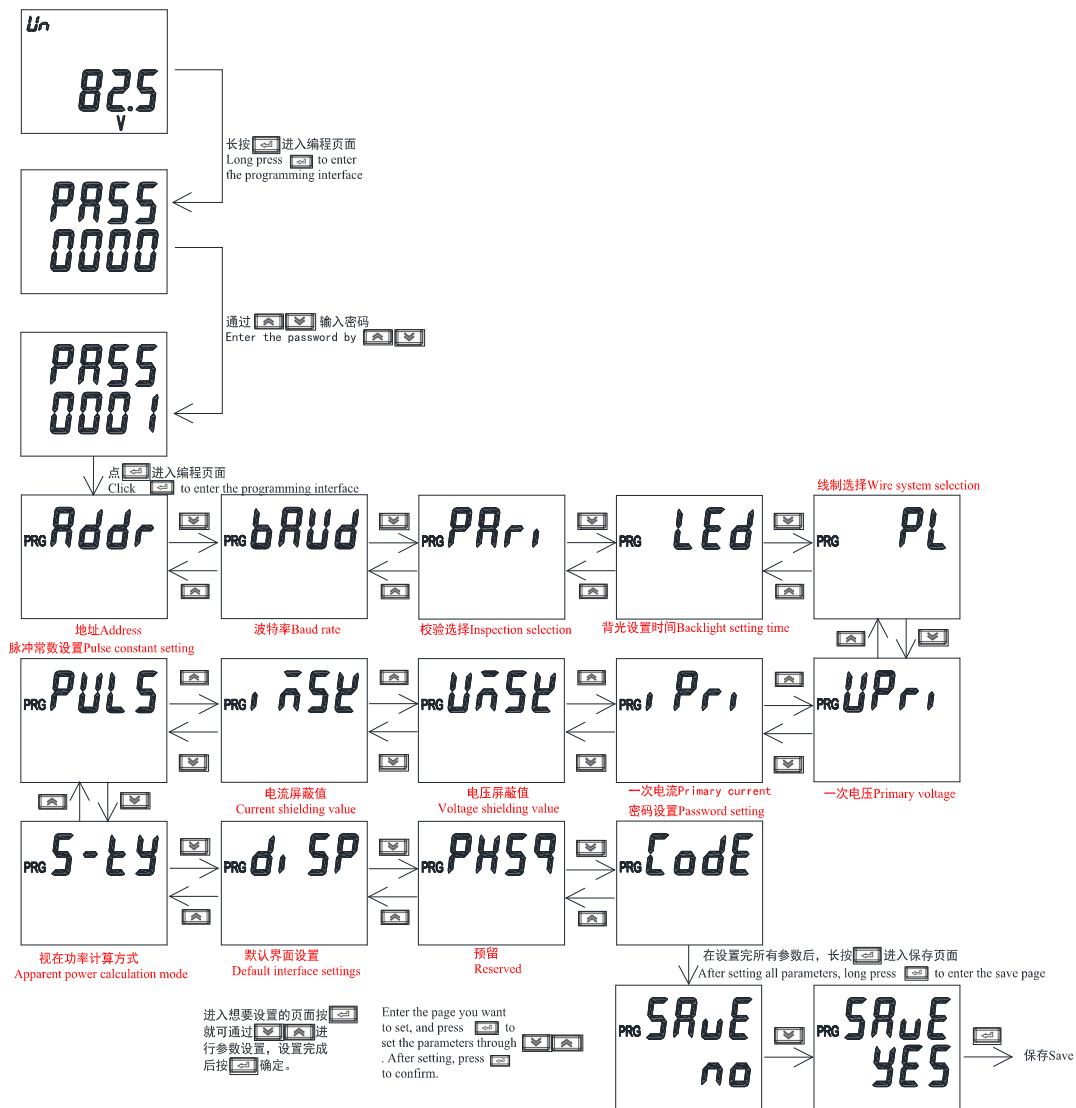 Un
82.5
V
长按进入编程页面
Long press to enter
the programming interface
PASS
0000
通过 输入密码
Enter the password by
PASS
0001
点 进入编程页面
Click to enter the programming interface
线制选择Wire system selection
PRG Addr
PRG bAUd
PRG PAri
PRG LEd
PRG PL
地址Address
波特率Baud rate
校验选择Inspection selection
背光设置时间Backlight setting time
脉冲常数设置Pulse constant setting
PRG PULS
PRG
PRG
PRG i Pri
PRG UPri
电流屏蔽值
Current shielding value
电压屏蔽值
Voltage shielding value
一次电流Primary current
一次电压Primary voltage
密码设置Password setting
PRG S-ty
PRG di SP
PRG PHSq
PRG CodE
视在功率计算方式
Apparent power calculation mode
默认界面设置
Default interface settings
预留
Reserved
在设置完所有参数后，长按 进入保存页面
After setting all parameters, long press to enter the save page
进入想要设置的页面按
就可通过 进
行参数设置，设置完成
后按 确定。
Enter the page you want
to set, and press to
set the parameters through
. After setting, press
to confirm.
PRG SAvE
no
PRG SAvE
YES
保存Save